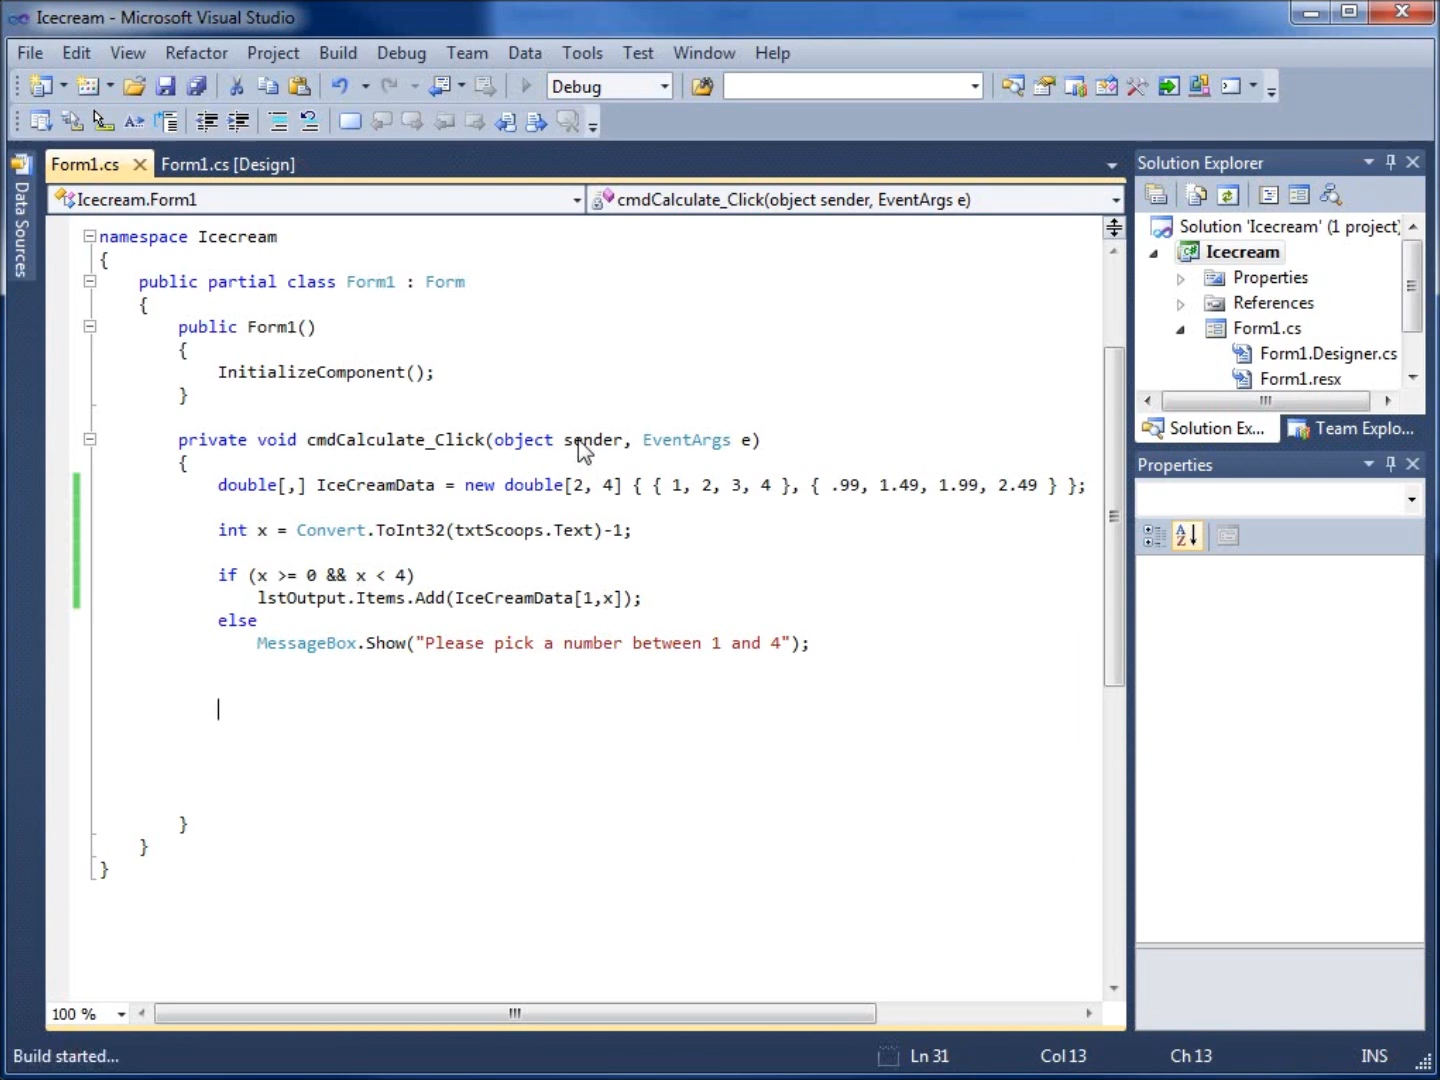 Icecream - Microsoft Visual Studio
File Edit View Refactor Project Build Debug Team Data Tools Test Window Help
Debug
Form1.cs Form1.cs [Design]
Icecream.Form1 cmdCalculate_Click(object sender, EventArgs e)
Data Sources
namespace Icecream
{
public partial class Form1 : Form
{
public Form1()
{
InitializeComponent();
}
private void cmdCalculate_Click(object sender, EventArgs e)
{
double[,] IceCreamData = new double[2, 4] { { 1, 2, 3, 4 }, { .99, 1.49, 1.99, 2.49 } };
int x = Convert.ToInt32(txtScoops.Text)-1;
if (x >= 0 && x < 4)
lstOutput.Items.Add(IceCreamData[1,x]);
else
MessageBox.Show("Please pick a number between 1 and 4");
}
}
}
100 %
Solution Explorer
Solution 'Icecream' (1 project)
Icecream
Properties
References
Form1.cs
Form1.Designer.cs
Form1.resx
Solution Ex... Team Explo...
Properties
Build started... Ln 31 Col 13 Ch 13 INS